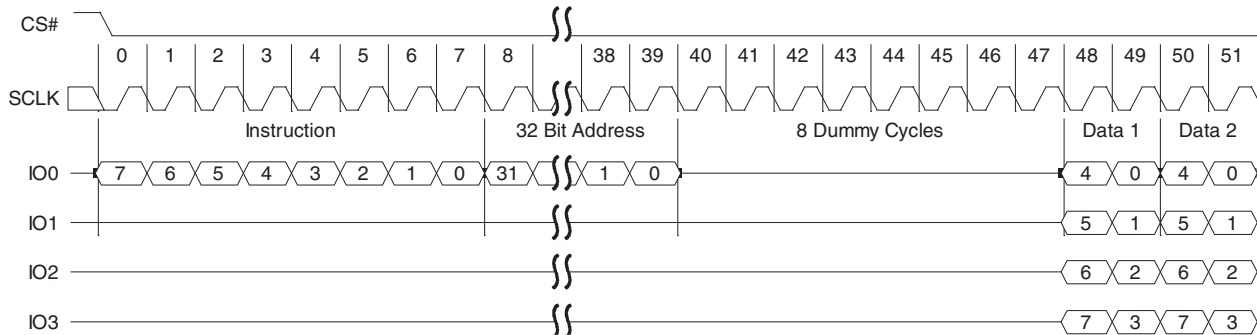 CS#
0 1 2 3 4 5 6 7 8 38 39 40 41 42 43 44 45 46 47 48 49 50 51
SCLK
Instruction 32 Bit Address 8 Dummy Cycles Data 1 Data 2
IO0 7 6 5 4 3 2 1 0 31 1 0 4 0 4 0
IO1 5 1 5 1
IO2 6 2 6 2
IO3 7 3 7 3